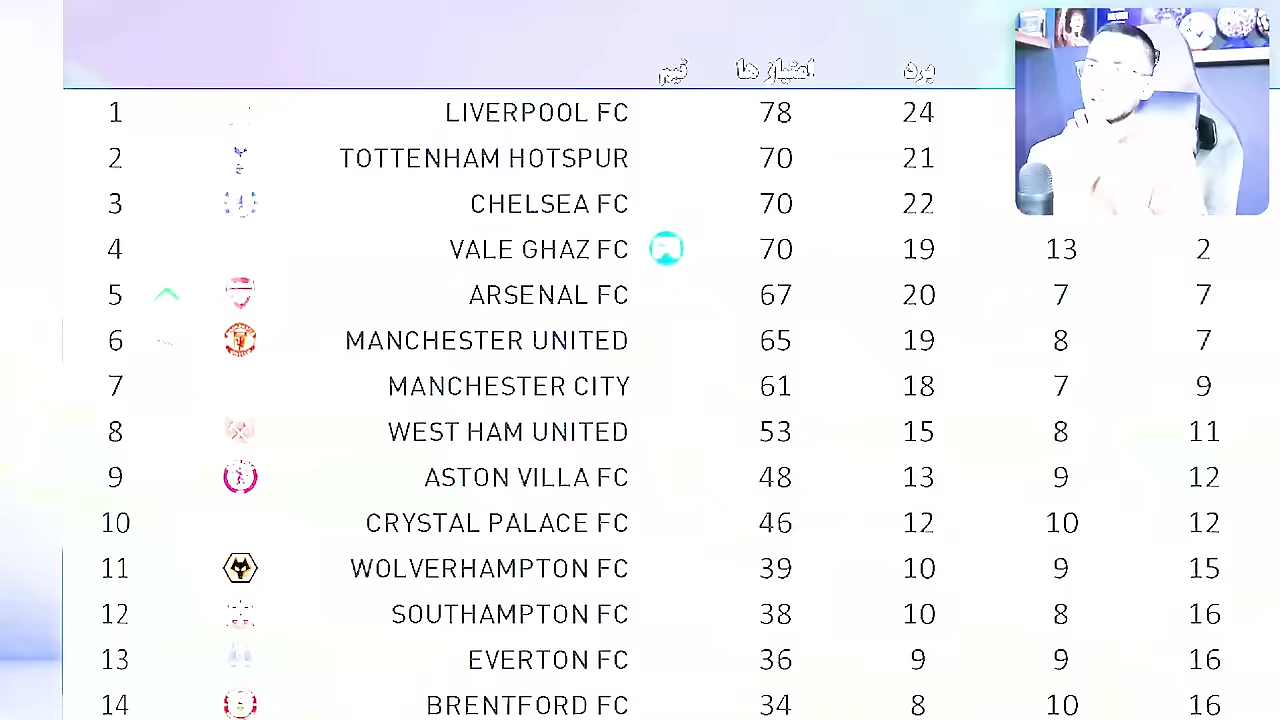 تیم امتیاز ها برد
1 LIVERPOOL FC 78 24
2 TOTTENHAM HOTSPUR 70 21
3 CHELSEA FC 70 22
4 VALE GHAZ FC 70 19 13 2
5 ARSENAL FC 67 20 7 7
6 MANCHESTER UNITED 65 19 8 7
7 MANCHESTER CITY 61 18 7 9
8 WEST HAM UNITED 53 15 8 11
9 ASTON VILLA FC 48 13 9 12
10 CRYSTAL PALACE FC 46 12 10 12
11 WOLVERHAMPTON FC 39 10 9 15
12 SOUTHAMPTON FC 38 10 8 16
13 EVERTON FC 36 9 9 16
14 BRENTFORD FC 34 8 10 16